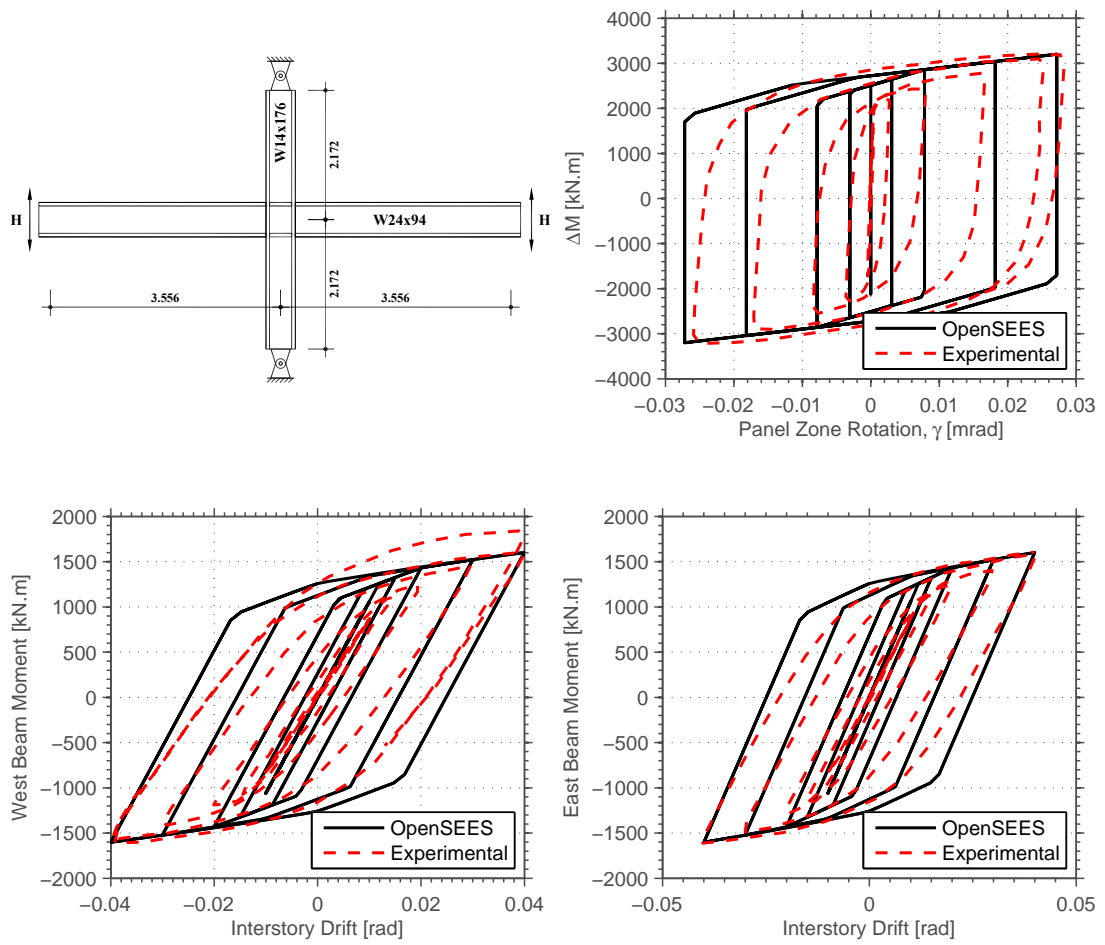 W14x176
2.172
H
W24x94
H
2.172
3.556
3.556
4000
3000
2000
1000
0
−1000
−2000
−3000
−4000
ΔM [kN.m]
OpenSEES
Experimental
−0.03
−0.02
−0.01
0
0.01
0.02
0.03
Panel Zone Rotation, γ [mrad]
2000
1500
1000
500
0
−500
−1000
−1500
−2000
West Beam Moment [kN.m]
OpenSEES
Experimental
−0.04
−0.02
0
0.02
0.04
Interstory Drift [rad]
2000
1500
1000
500
0
−500
−1000
−1500
−2000
East Beam Moment [kN.m]
OpenSEES
Experimental
−0.05
0
0.05
Interstory Drift [rad]